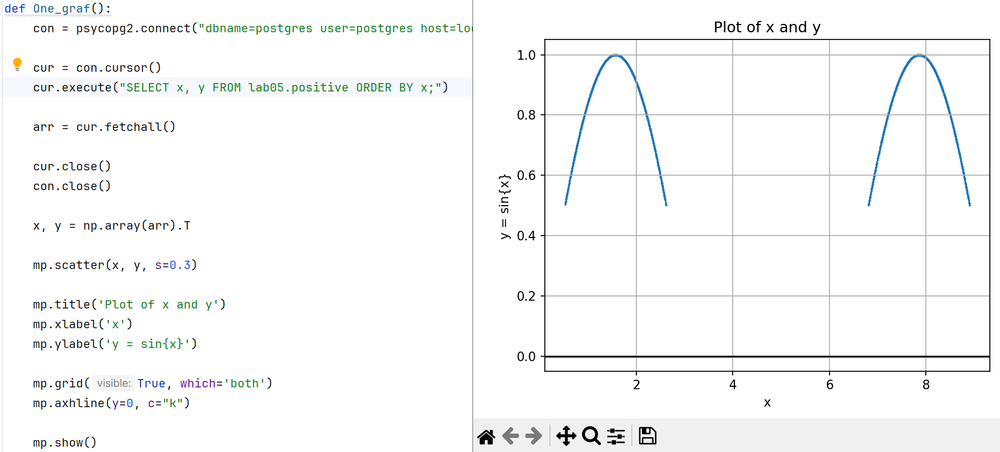 def One_graf():
con = psycopg2.connect("dbname=postgres user=postgres host=loc
cur = con.cursor()
cur.execute("SELECT x, y FROM lab05.positive ORDER BY x;")
arr = cur.fetchall()
cur.close()
con.close()
x, y = np.array(arr).T
mp.scatter(x, y, s=0.3)
mp.title('Plot of x and y')
mp.xlabel('x')
mp.ylabel('y = sin{x}')
mp.grid( visible: True, which='both')
mp.axhline(y=0, c="k")
mp.show()
Plot of x and y
1.0
0.8
0.6
0.4
0.2
0.0
y = sin{x}
2 4 6 8
x